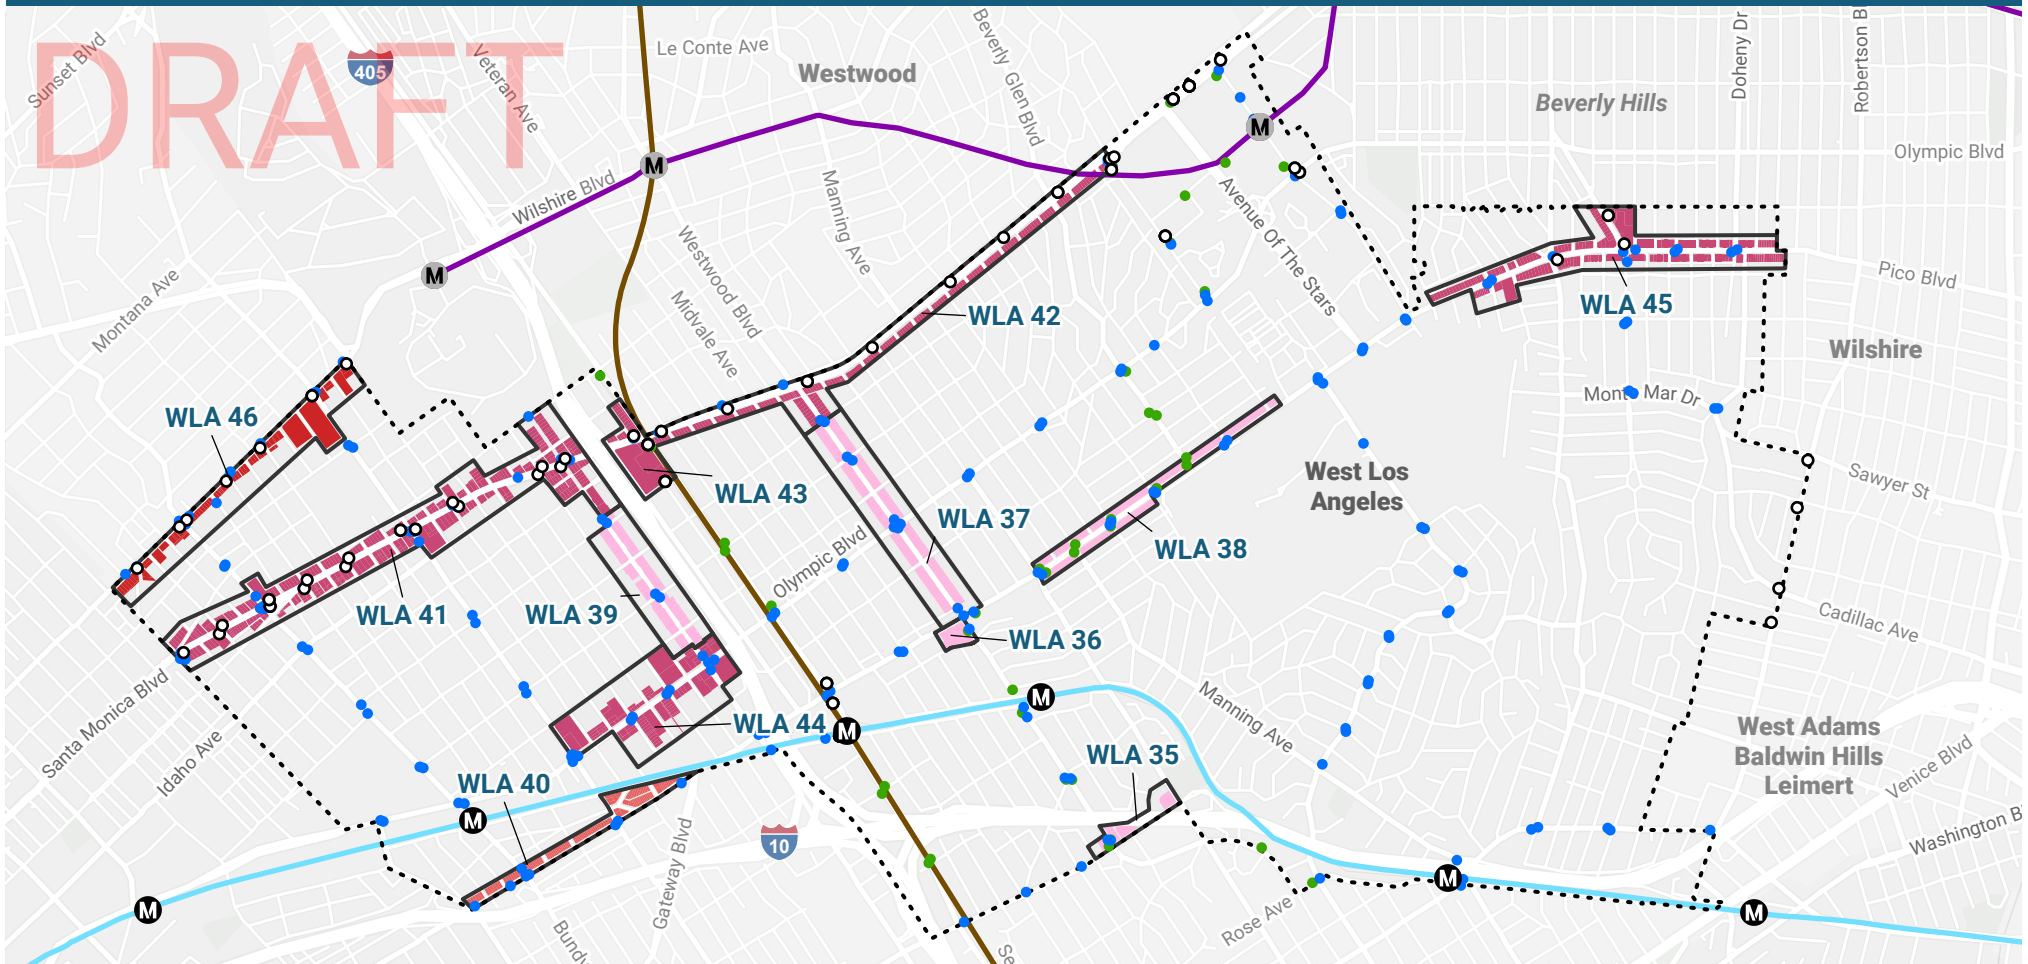 DRAFT
Sunset Blvd
405
Veteran Ave
Le Conte Ave
Westwood
Beverly Glen Blvd
Beverly Hills
Doheny Dr
Robertson Bl
Olympic Blvd
M
M
M
Wilshire Blvd
Manning Ave
Avenue Of The Stars
Westwood Blvd
Midvale Ave
Montana Ave
Pico Blvd
WLA 42
WLA 45
Wilshire
Mont Mar Dr
WLA 46
West Los
Angeles
Sawyer St
WLA 43
WLA 37
WLA 38
Olympic Blvd
WLA 41
WLA 39
WLA 36
Cadillac Ave
Santa Monica Blvd
Idaho Ave
M
Manning Ave
WLA 44
M
West Adams
Baldwin Hills
Leimert
WLA 35
Venice Blvd
WLA 40
M
10
Gateway Blvd
Washington B
M
M
M
Rose Ave
Bundy
Se